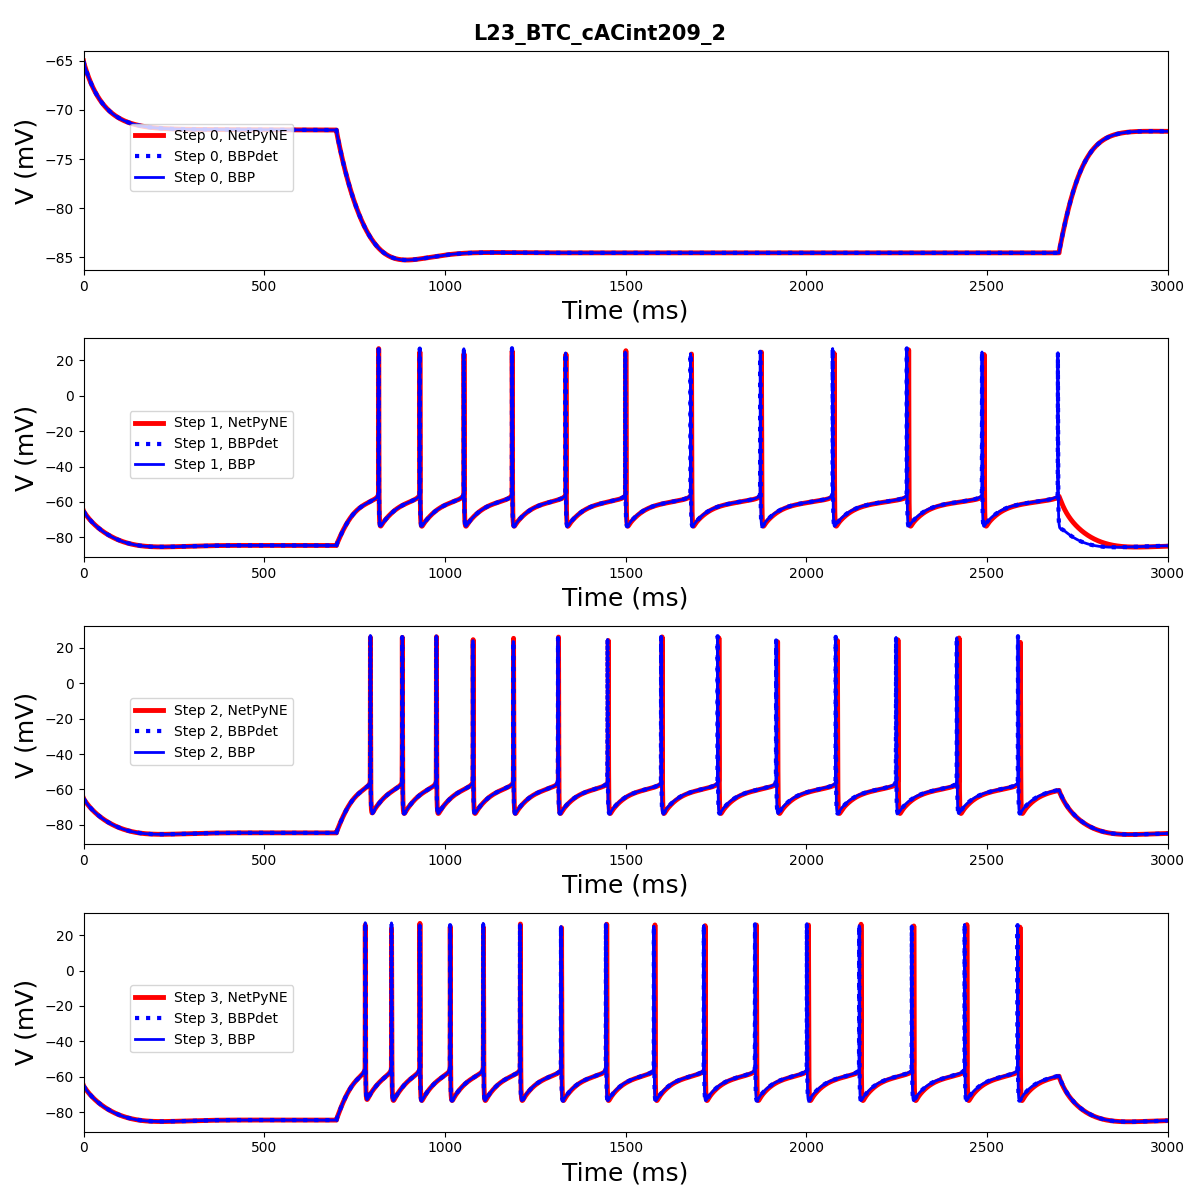 L23_BTC_cACint209_2
−65
−70
−75
−80
−85
V (mV)
Step 0, NetPyNE
Step 0, BBPdet
Step 0, BBP
0 500 1000 1500 2000 2500 3000
Time (ms)
20
0
−20
−40
−60
−80
V (mV)
Step 1, NetPyNE
Step 1, BBPdet
Step 1, BBP
0 500 1000 1500 2000 2500 3000
Time (ms)
20
0
−20
−40
−60
−80
V (mV)
Step 2, NetPyNE
Step 2, BBPdet
Step 2, BBP
0 500 1000 1500 2000 2500 3000
Time (ms)
20
0
−20
−40
−60
−80
V (mV)
Step 3, NetPyNE
Step 3, BBPdet
Step 3, BBP
0 500 1000 1500 2000 2500 3000
Time (ms)